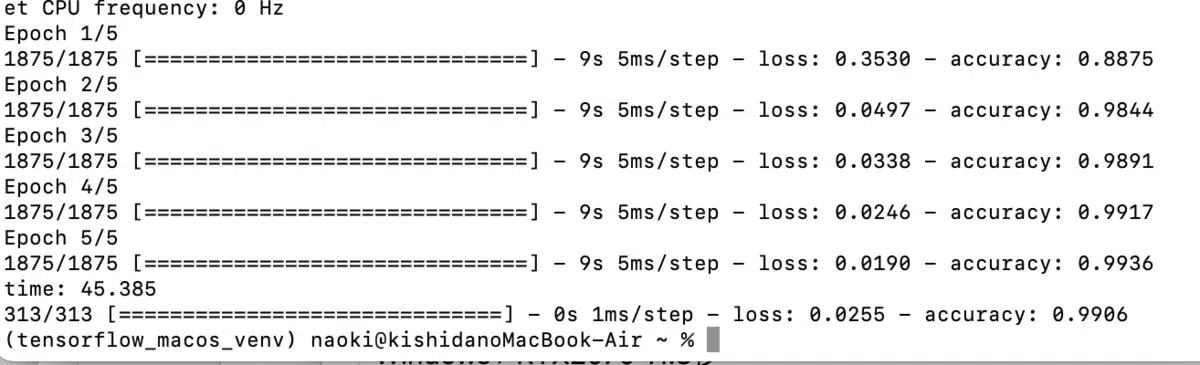 et CPU frequency: 0 Hz
Epoch 1/5
1875/1875 [==============================] - 9s 5ms/step - loss: 0.3530 - accuracy: 0.8875
Epoch 2/5
1875/1875 [==============================] - 9s 5ms/step - loss: 0.0497 - accuracy: 0.9844
Epoch 3/5
1875/1875 [==============================] - 9s 5ms/step - loss: 0.0338 - accuracy: 0.9891
Epoch 4/5
1875/1875 [==============================] - 9s 5ms/step - loss: 0.0246 - accuracy: 0.9917
Epoch 5/5
1875/1875 [==============================] - 9s 5ms/step - loss: 0.0190 - accuracy: 0.9936
time: 45.385
313/313 [==============================] - 0s 1ms/step - loss: 0.0255 - accuracy: 0.9906
(tensorflow_macos_venv) naoki@kishidanoMacBook-Air ~ %